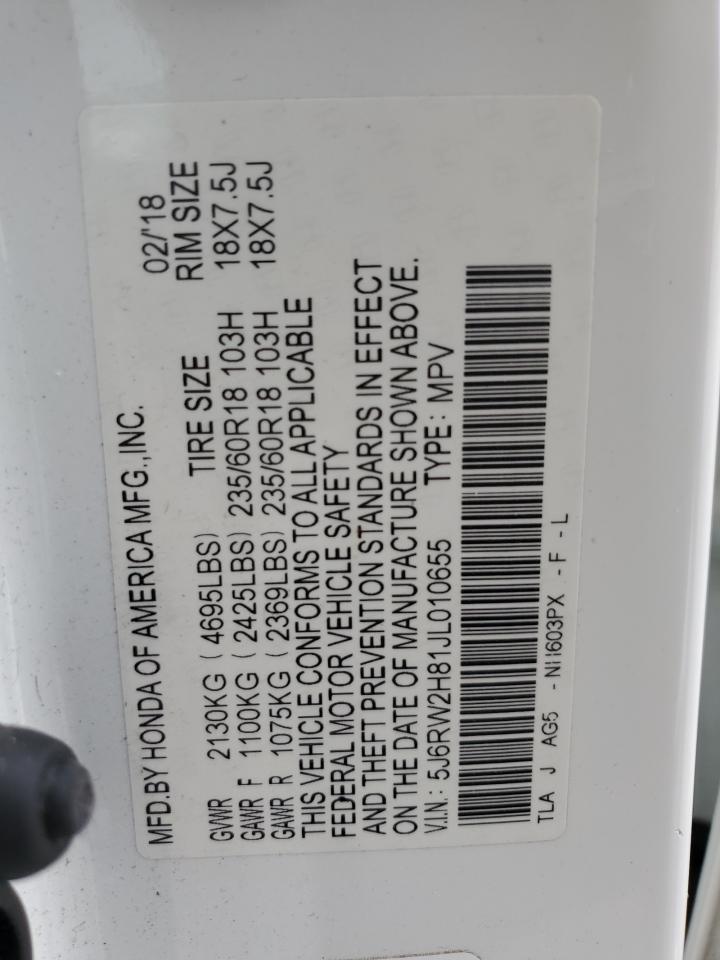 MFD.BY HONDA OF AMERICA MFG.,INC. 02/'18
TIRE SIZE RIM SIZE
GVWR 2130KG ( 4695LBS)
GAWR F 1100KG ( 2425LBS) 235/60R18 103H 18X7.5J
GAWR R 1075KG ( 2369LBS) 235/60R18 103H 18X7.5J
THIS VEHICLE CONFORMS TO ALL APPLICABLE
FEDERAL MOTOR VEHICLE SAFETY
AND THEFT PREVENTION STANDARDS IN EFFECT
ON THE DATE OF MANUFACTURE SHOWN ABOVE.
V.I.N.: 5J6RW2H81JL010655 TYPE: MPV
TLA J AG5 - NH603PX - F - L